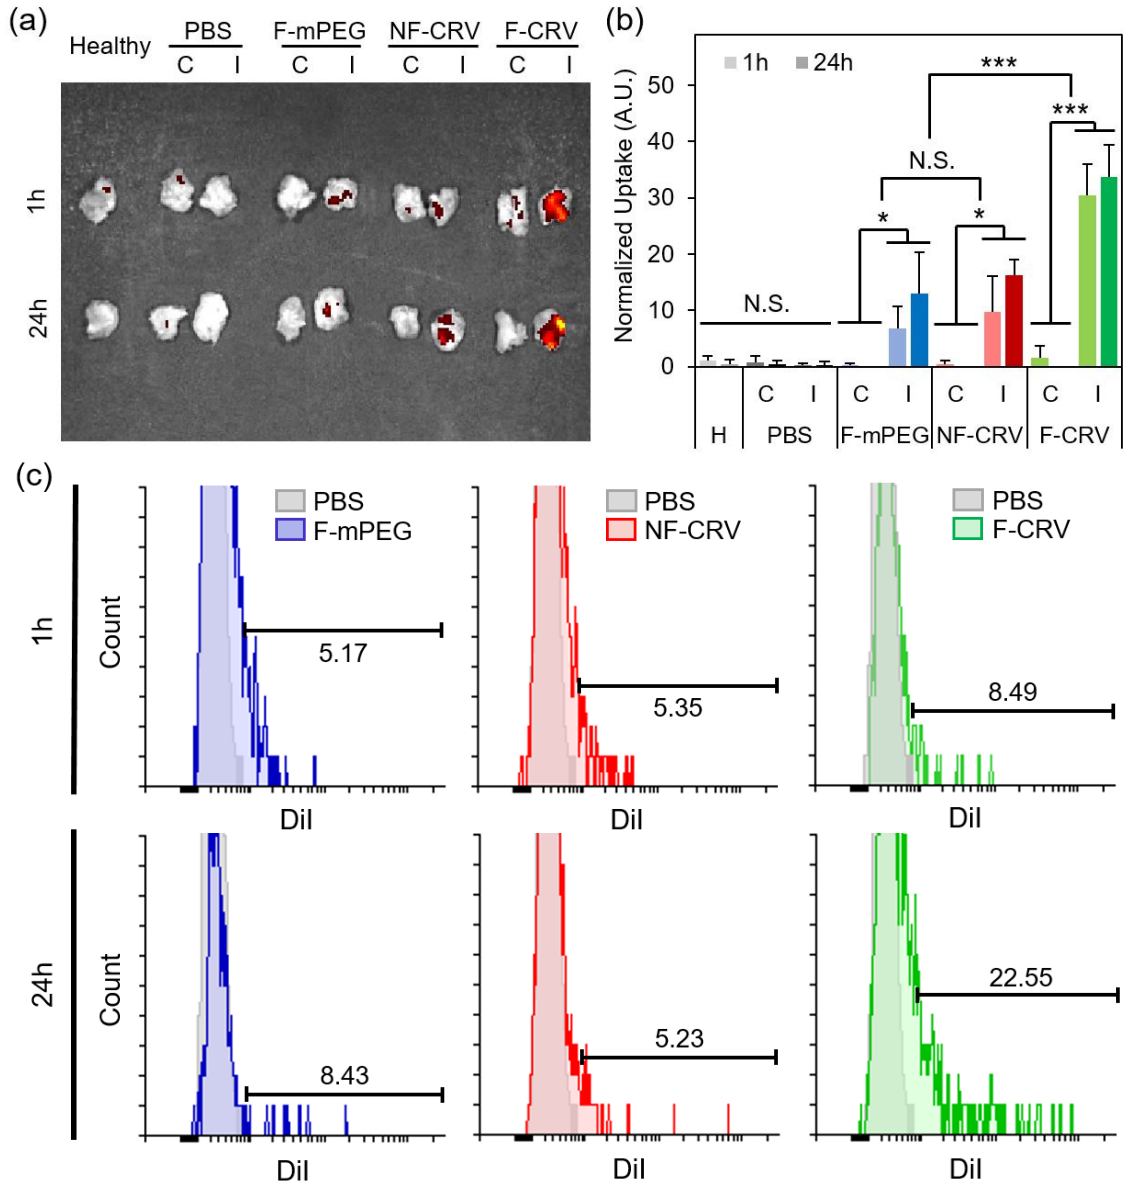 (a)
Healthy PBS F-mPEG NF-CRV F-CRV
C I C I C I C I
1h
24h
(b)
Normalized Uptake (A.U.)
1h 24h
50
40
30
20
10
0
***
***
N.S.
*
*
N.S.
C I C I C I C I
H PBS F-mPEG NF-CRV F-CRV
(c)
1h
Count
PBS
F-mPEG
5.17
DiI
PBS
NF-CRV
5.35
DiI
PBS
F-CRV
8.49
DiI
24h
Count
8.43
DiI
5.23
DiI
22.55
DiI